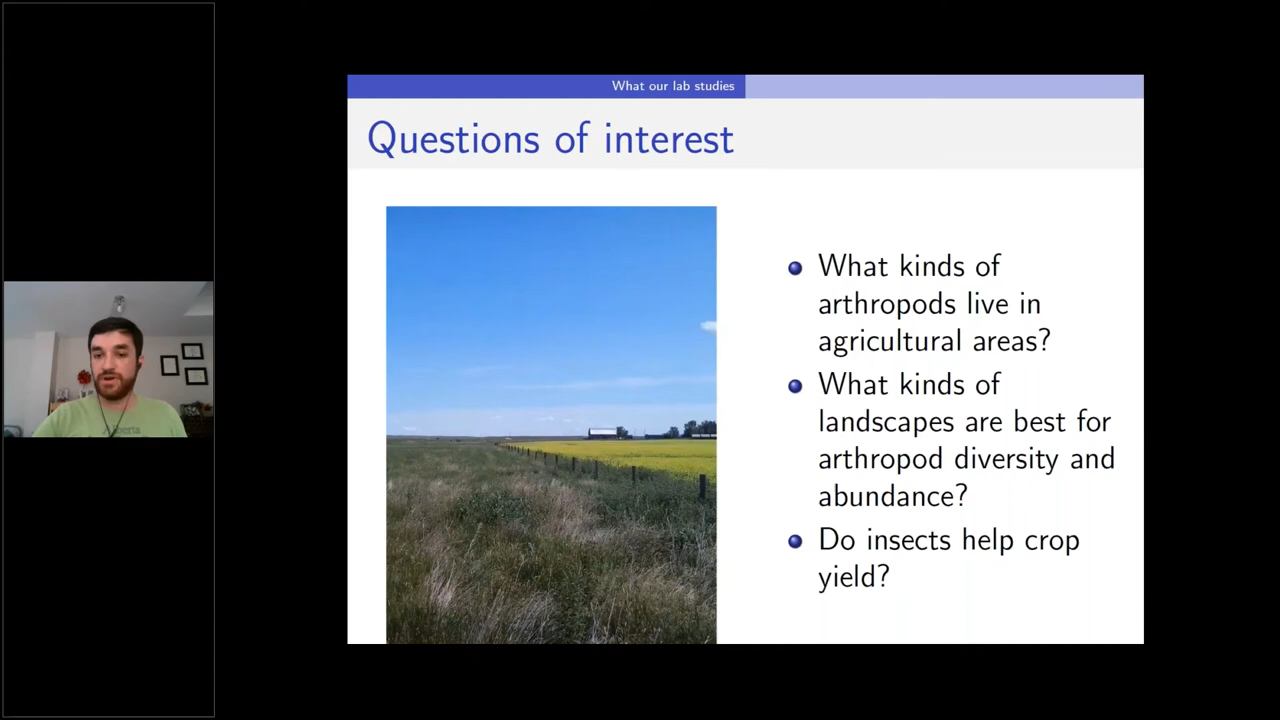 What our lab studies
Questions of interest
What kinds of
arthropods live in
agricultural areas?
What kinds of
landscapes are best for
arthropod diversity and
abundance?
Do insects help crop
yield?
Alberta